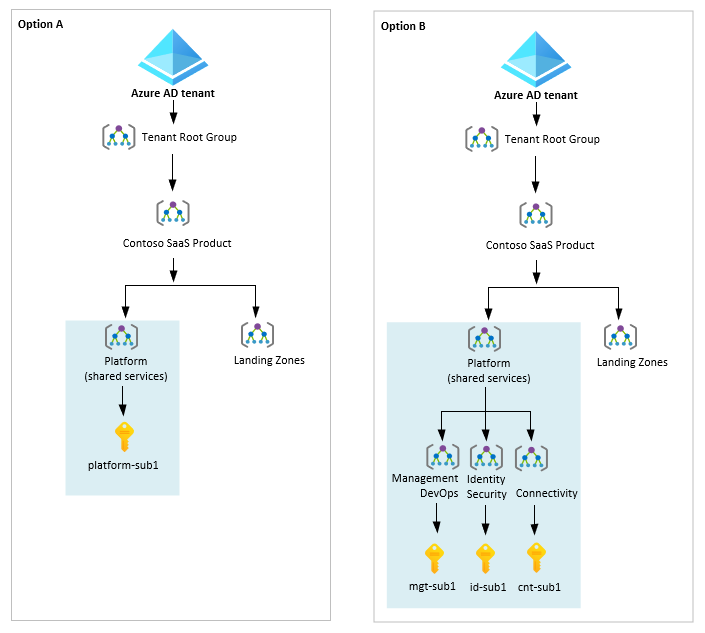 Option A
Azure AD tenant
Tenant Root Group
Contoso SaaS Product
Platform
(shared services)
Landing Zones
platform-sub1
Option B
Azure AD tenant
Tenant Root Group
Contoso SaaS Product
Platform
(shared services)
Landing Zones
Management
DevOps
Identity
Security
Connectivity
mgt-sub1
id-sub1
cnt-sub1